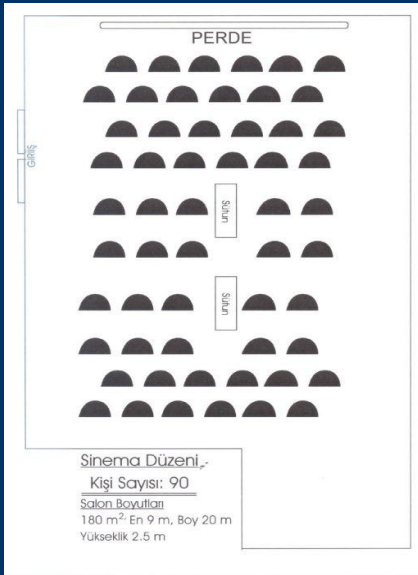 PERDE
GİRİŞ
Sütun
Sütun
Sinema Düzeni
Kişi Sayısı: 90
Salon Boyutları
180 m² En 9 m, Boy 20 m
Yükseklik 2.5 m